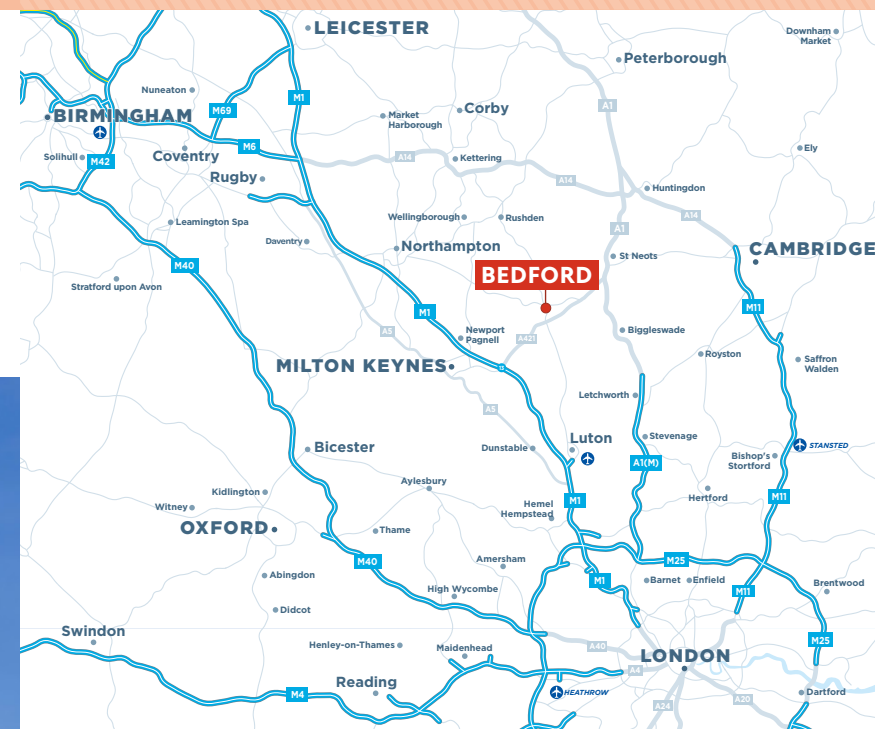 LEICESTER
Downham
Market
Peterborough
Nuneaton
M69
M1
A1
Corby
Market
Harborough
BIRMINGHAM
M6
Coventry
Solihull
M42
A14
Kettering
Ely
Rugby
A14
Huntingdon
A14
Leamington Spa
Wellingborough
Rushden
A1
Daventry
Northampton
CAMBRIDGE
St Neots
M40
BEDFORD
Stratford upon Avon
M11
M1
A5
Newport
Pagnell
A421
Biggleswade
Royston
Saffron
Walden
MILTON KEYNES
Letchworth
A5
Luton
Stevenage
STANSTED
Bicester
Dunstable
A1(M)
Bishop's
Stortford
Aylesbury
Kidlington
Hertford
M11
Witney
Hemel
Hempstead
M1
OXFORD
Thame
M40
Amersham
M25
Abingdon
M1
Barnet
Enfield
Brentwood
High Wycombe
M11
Didcot
Swindon
M25
Henley-on-Thames
Maidenhead
A40
LONDON
A4
Reading
M4
HEATHROW
Dartford
A20
A24